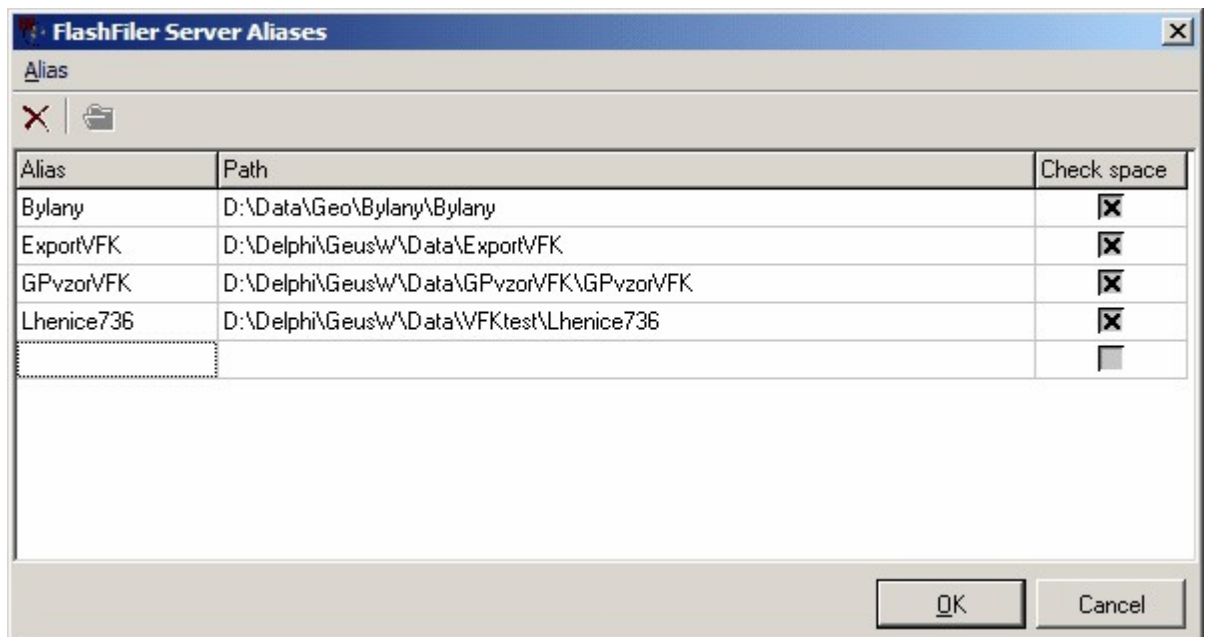 FlashFiler Server Aliases
Alias
Alias Path Check space
Bylany D:\Data\Geo\Bylany\Bylany
ExportVFK D:\Delphi\GeusW\Data\ExportVFK
GPvzorVFK D:\Delphi\GeusW\Data\GPvzorVFK\GPvzorVFK
Lhenice736 D:\Delphi\GeusW\Data\VFKtest\Lhenice736
OK Cancel